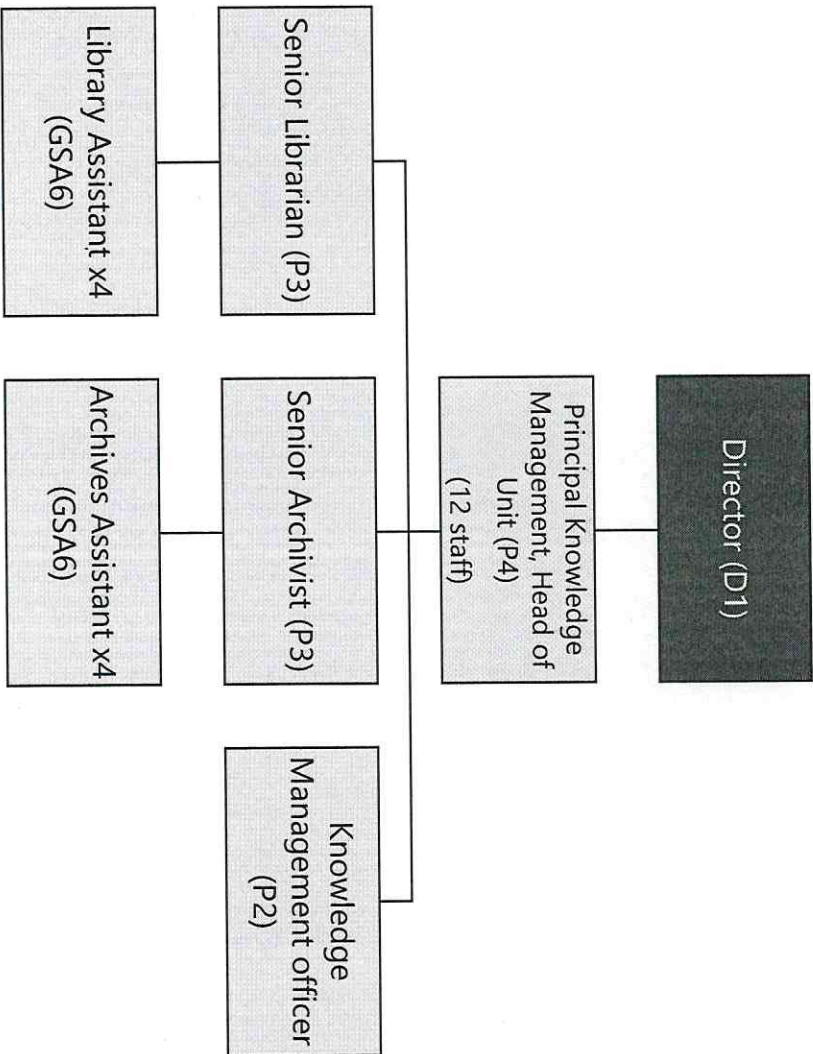 Director (D1)
Principal Knowledge
Management, Head of
Unit (P4)
(12 staff)
Senior Librarian (P3)
Senior Archivist (P3)
Knowledge
Management officer
(P2)
Library Assistant x4
(GSA6)
Archives Assistant x4
(GSA6)